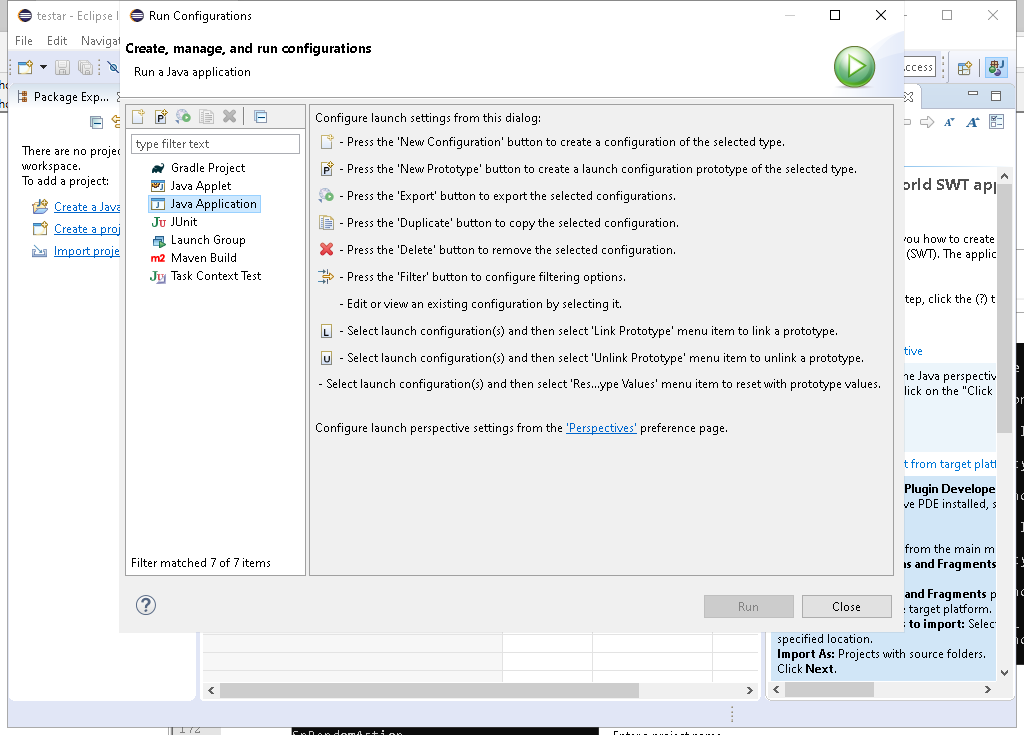 testar - Eclipse
Run Configurations
File Edit Navigat
Create, manage, and run configurations
Run a Java application
ccess
Package Exp...
type filter text
There are no projec
workspace.
To add a project:
Create a Java
Create a proj
Import proje
Gradle Project
Java Applet
Java Application
JUnit
Launch Group
Maven Build
Task Context Test
Filter matched 7 of 7 items
Configure launch settings from this dialog:
- Press the 'New Configuration' button to create a configuration of the selected type.
- Press the 'New Prototype' button to create a launch configuration prototype of the selected type.
- Press the 'Export' button to export the selected configurations.
- Press the 'Duplicate' button to copy the selected configuration.
- Press the 'Delete' button to remove the selected configuration.
- Press the 'Filter' button to configure filtering options.
- Edit or view an existing configuration by selecting it.
L - Select launch configuration(s) and then select 'Link Prototype' menu item to link a prototype.
U - Select launch configuration(s) and then select 'Unlink Prototype' menu item to unlink a prototype.
- Select launch configuration(s) and then select 'Res...ype Values' menu item to reset with prototype values.
Configure launch perspective settings from the 'Perspectives' preference page.
Run Close
orld SWT app
you how to create
(SWT). The applic
tep, click the (?) t
tive
he Java perspectiv
lick on the "Click
t from target platf
Plugin Develope
ve PDE installed, s
from the main m
ns and Fragments
and Fragments p
e target platform.
s to import: Selec
specified location.
Import As: Projects with source folders.
Click Next.
172
SpRandomAction
Enter a project name